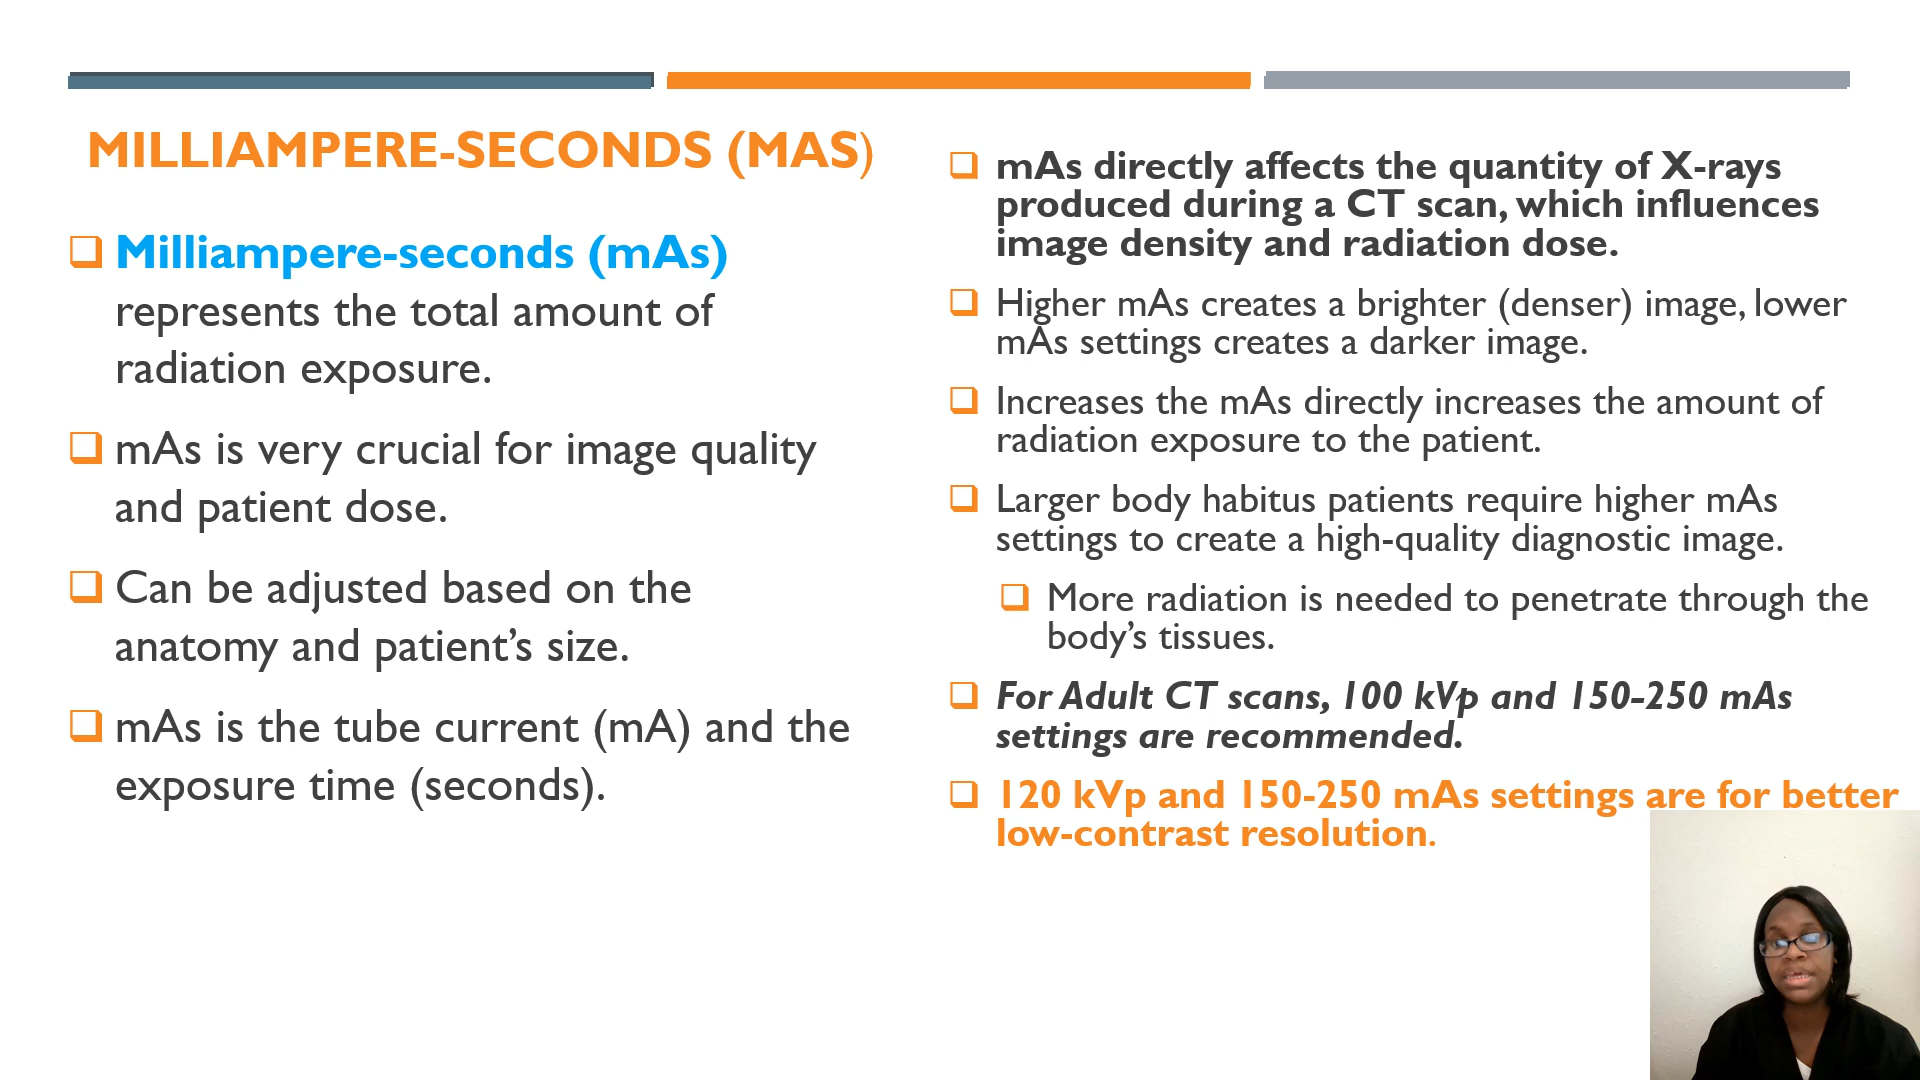 MILLIAMPERE-SECONDS (MAS)
Milliampere-seconds (mAs)
represents the total amount of
radiation exposure.
mAs is very crucial for image quality
and patient dose.
Can be adjusted based on the
anatomy and patient’s size.
mAs is the tube current (mA) and the
exposure time (seconds).
mAs directly affects the quantity of X-rays
produced during a CT scan, which influences
image density and radiation dose.
Higher mAs creates a brighter (denser) image, lower
mAs settings creates a darker image.
Increases the mAs directly increases the amount of
radiation exposure to the patient.
Larger body habitus patients require higher mAs
settings to create a high-quality diagnostic image.
More radiation is needed to penetrate through the
body’s tissues.
For Adult CT scans, 100 kVp and 150-250 mAs
settings are recommended.
120 kVp and 150-250 mAs settings are for better
low-contrast resolution.